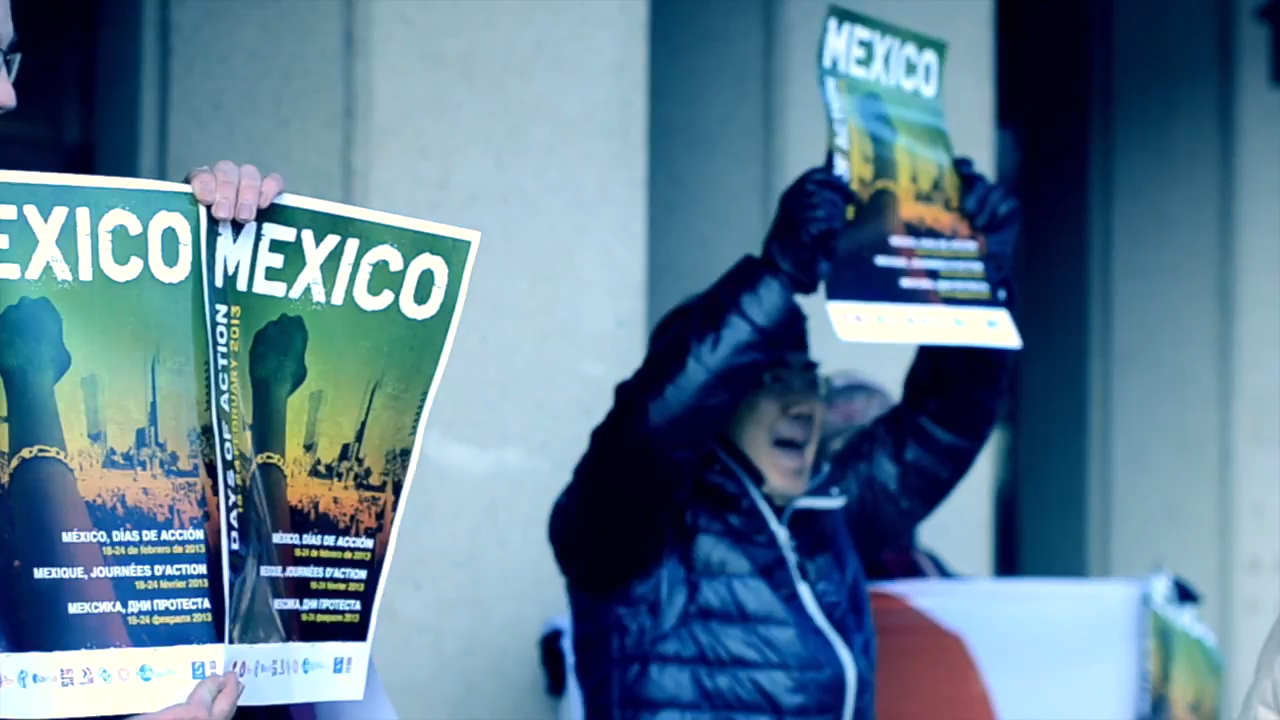 EXICO
MÉXICO, DÍAS DE ACCIÓN
18-24 de febrero de 2013
MEXIQUE, JOURNÉES D'ACTION
18-24 février 2013
МЕКСИКА, ДНИ ПРОТЕСТА
18-24 февраля 2013
MEXICO
DAYS OF ACTION
FEBRUARY 2013
MÉXICO, DÍAS DE ACCIÓN
18-24 de febrero de 2013
MEXIQUE, JOURNÉES D'ACTION
18-24 février 2013
МЕКСИКА, ДНИ ПРОТЕСТА
18-24 февраля 2013
MEXICO